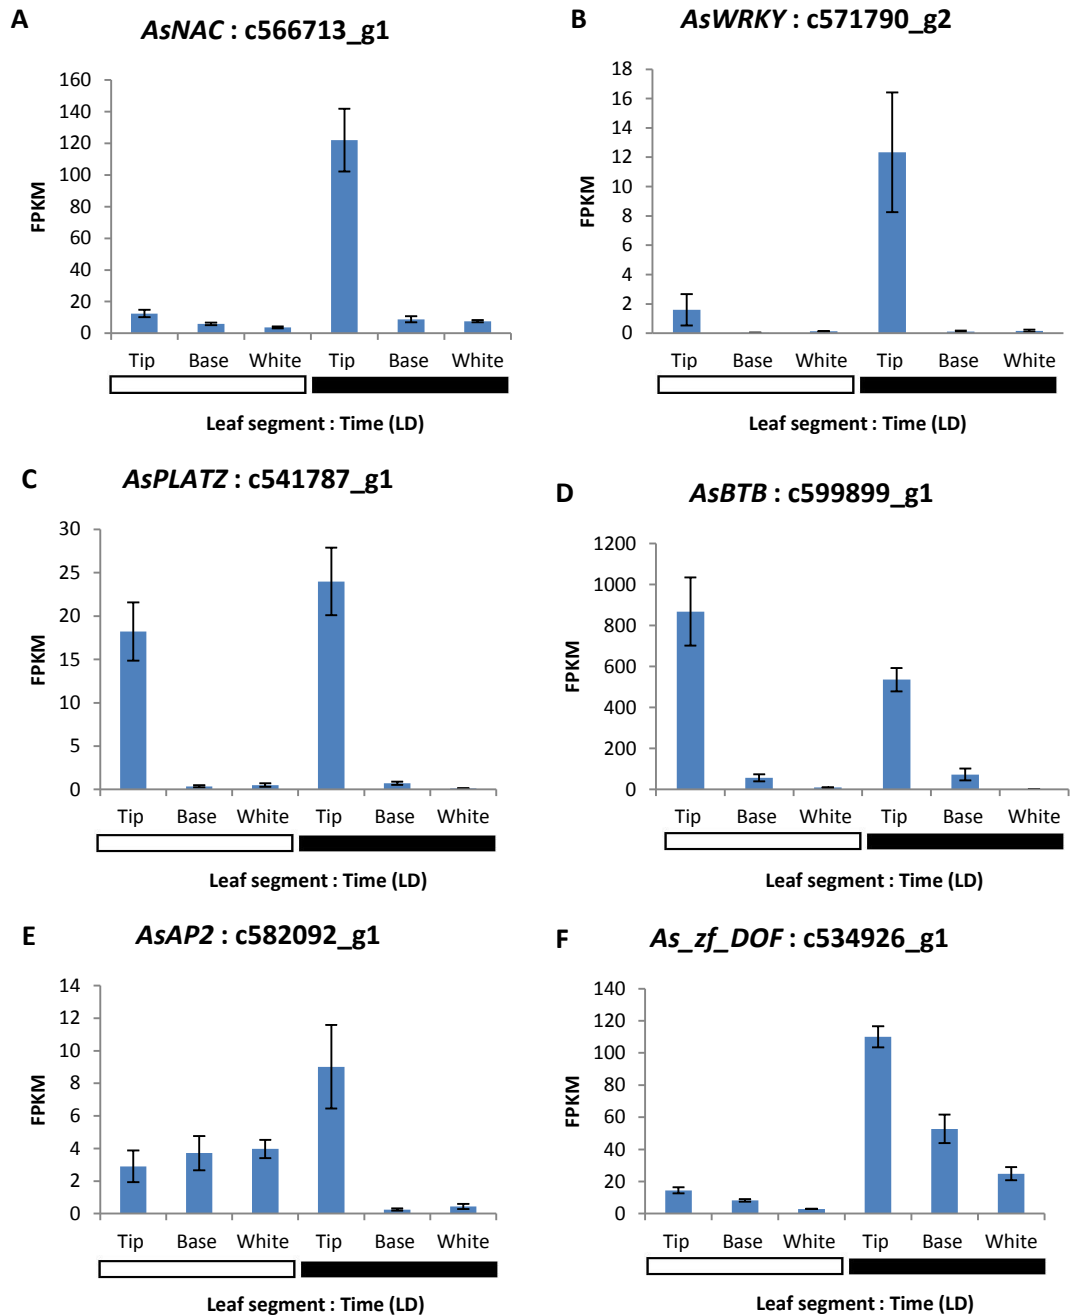 A
AsNAC : c566713_g1
160
140
120
100
80
60
40
20
0
FPKM
Tip Base White Tip Base White
Leaf segment : Time (LD)
B
AsWRKY : c571790_g2
18
16
14
12
10
8
6
4
2
0
FPKM
Tip Base White Tip Base White
Leaf segment : Time (LD)
C
AsPLATZ : c541787_g1
30
25
20
15
10
5
0
FPKM
Tip Base White Tip Base White
Leaf segment : Time (LD)
D
AsBTB : c599899_g1
1200
1000
800
600
400
200
0
FPKM
Tip Base White Tip Base White
Leaf segment : Time (LD)
E
AsAP2 : c582092_g1
14
12
10
8
6
4
2
0
FPKM
Tip Base White Tip Base White
Leaf segment : Time (LD)
F
As_zf_DOF : c534926_g1
140
120
100
80
60
40
20
0
FPKM
Tip Base White Tip Base White
Leaf segment : Time (LD)